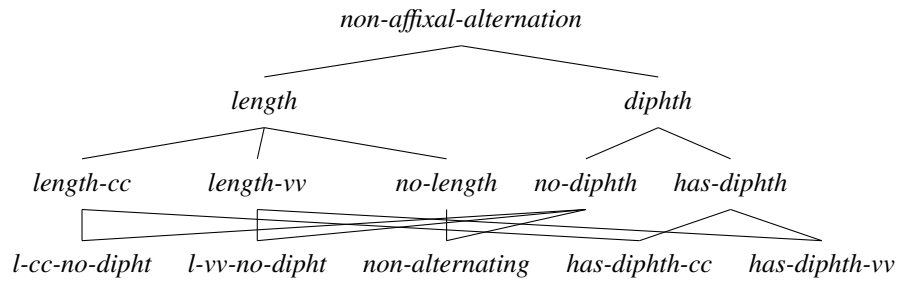 non-affixal-alternation
length diphth
length-cc length-vv no-length no-diphth has-diphth
l-cc-no-dipht l-vv-no-dipht non-alternating has-diphth-cc has-diphth-vv